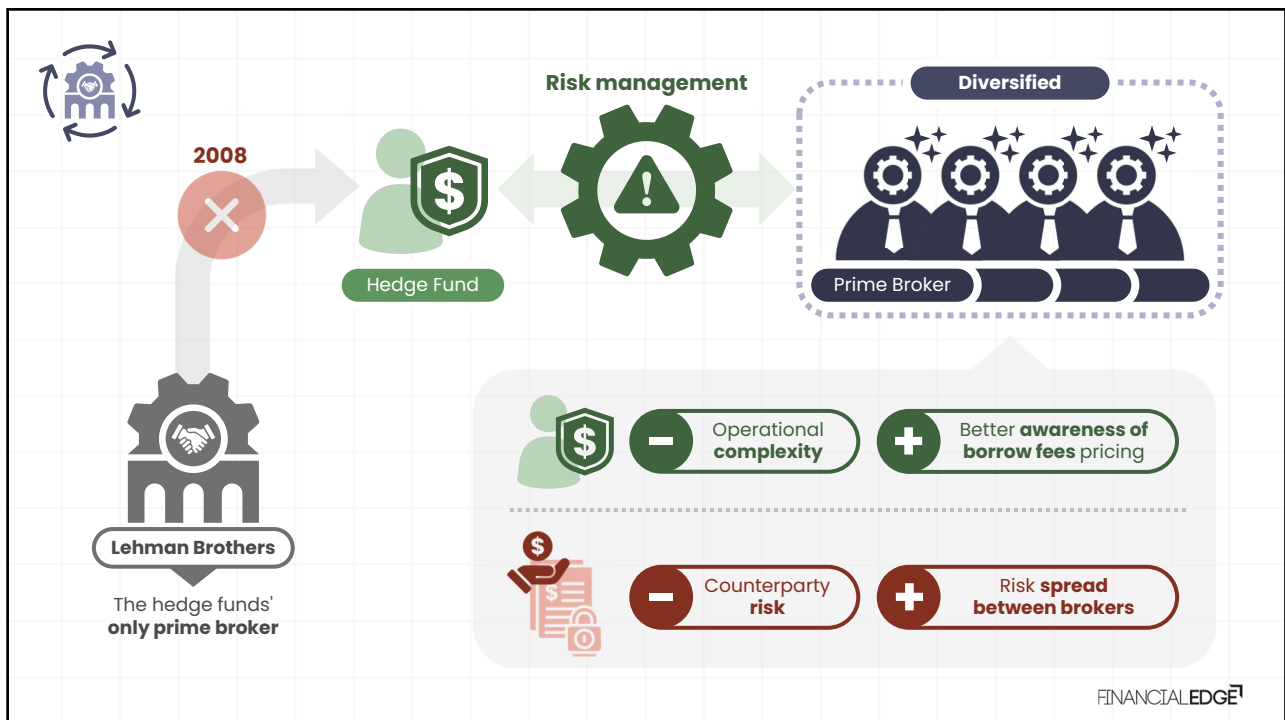 Risk management
Diversified
2008
$
Hedge Fund
Prime Broker
Lehman Brothers
The hedge funds'
only prime broker
$
Operational
complexity
Better awareness of
borrow fees pricing
$
$
Counterparty
risk
Risk spread
between brokers
FINANCIALEDGE